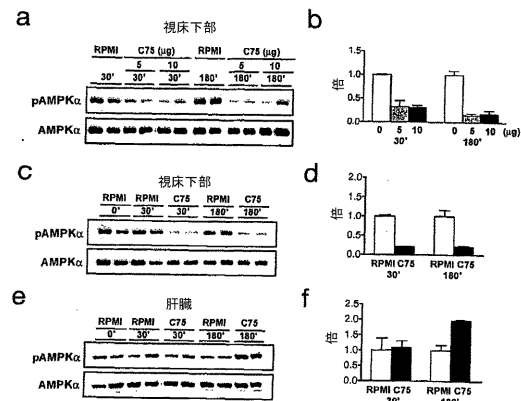 a
視床下部
RPMI C75 (μg) RPMI C75 (μg)
5 10 5 10
30' 30' 30' 180' 180' 180'
pAMPKα
AMPKα
b
倍
1.5
1.0
0.5
0.0
0 5 10 0 5 10 (μg)
30' 180'
c
視床下部
RPMI RPMI C75 RPMI C75
0' 30' 30' 180' 180'
pAMPKα
AMPKα
d
倍
2.0
1.5
1.0
0.5
0.0
RPMI C75 RPMI C75
30' 180'
e
肝臓
RPMI RPMI C75 RPMI C75
0' 30' 30' 180' 180'
pAMPKα
AMPKα
f
倍
2.5
2.0
1.5
1.0
0.5
0.0
RPMI C75 RPMI C75
30' 180'